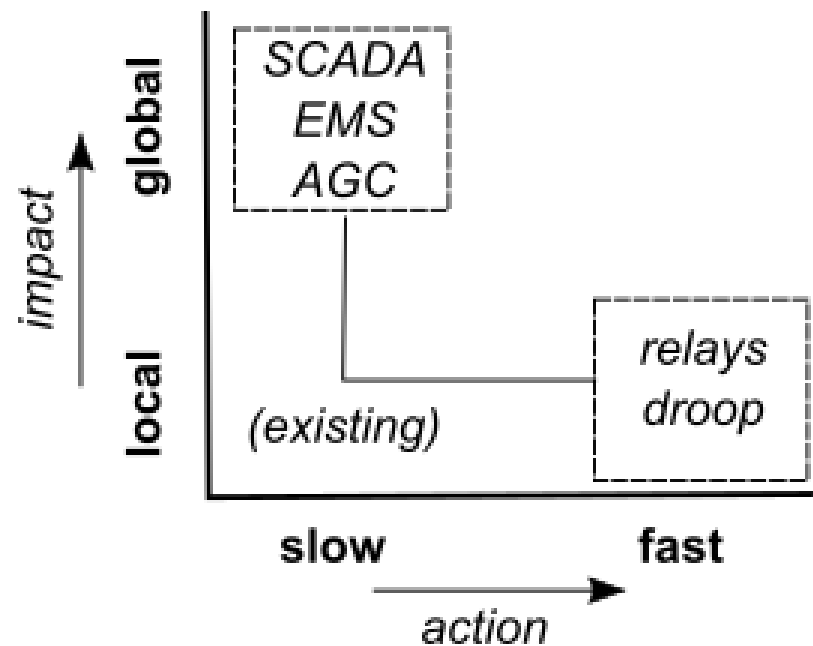 SCADA
EMS
AGC
global
impact
local
relays
droop
(existing)
slow
fast
action